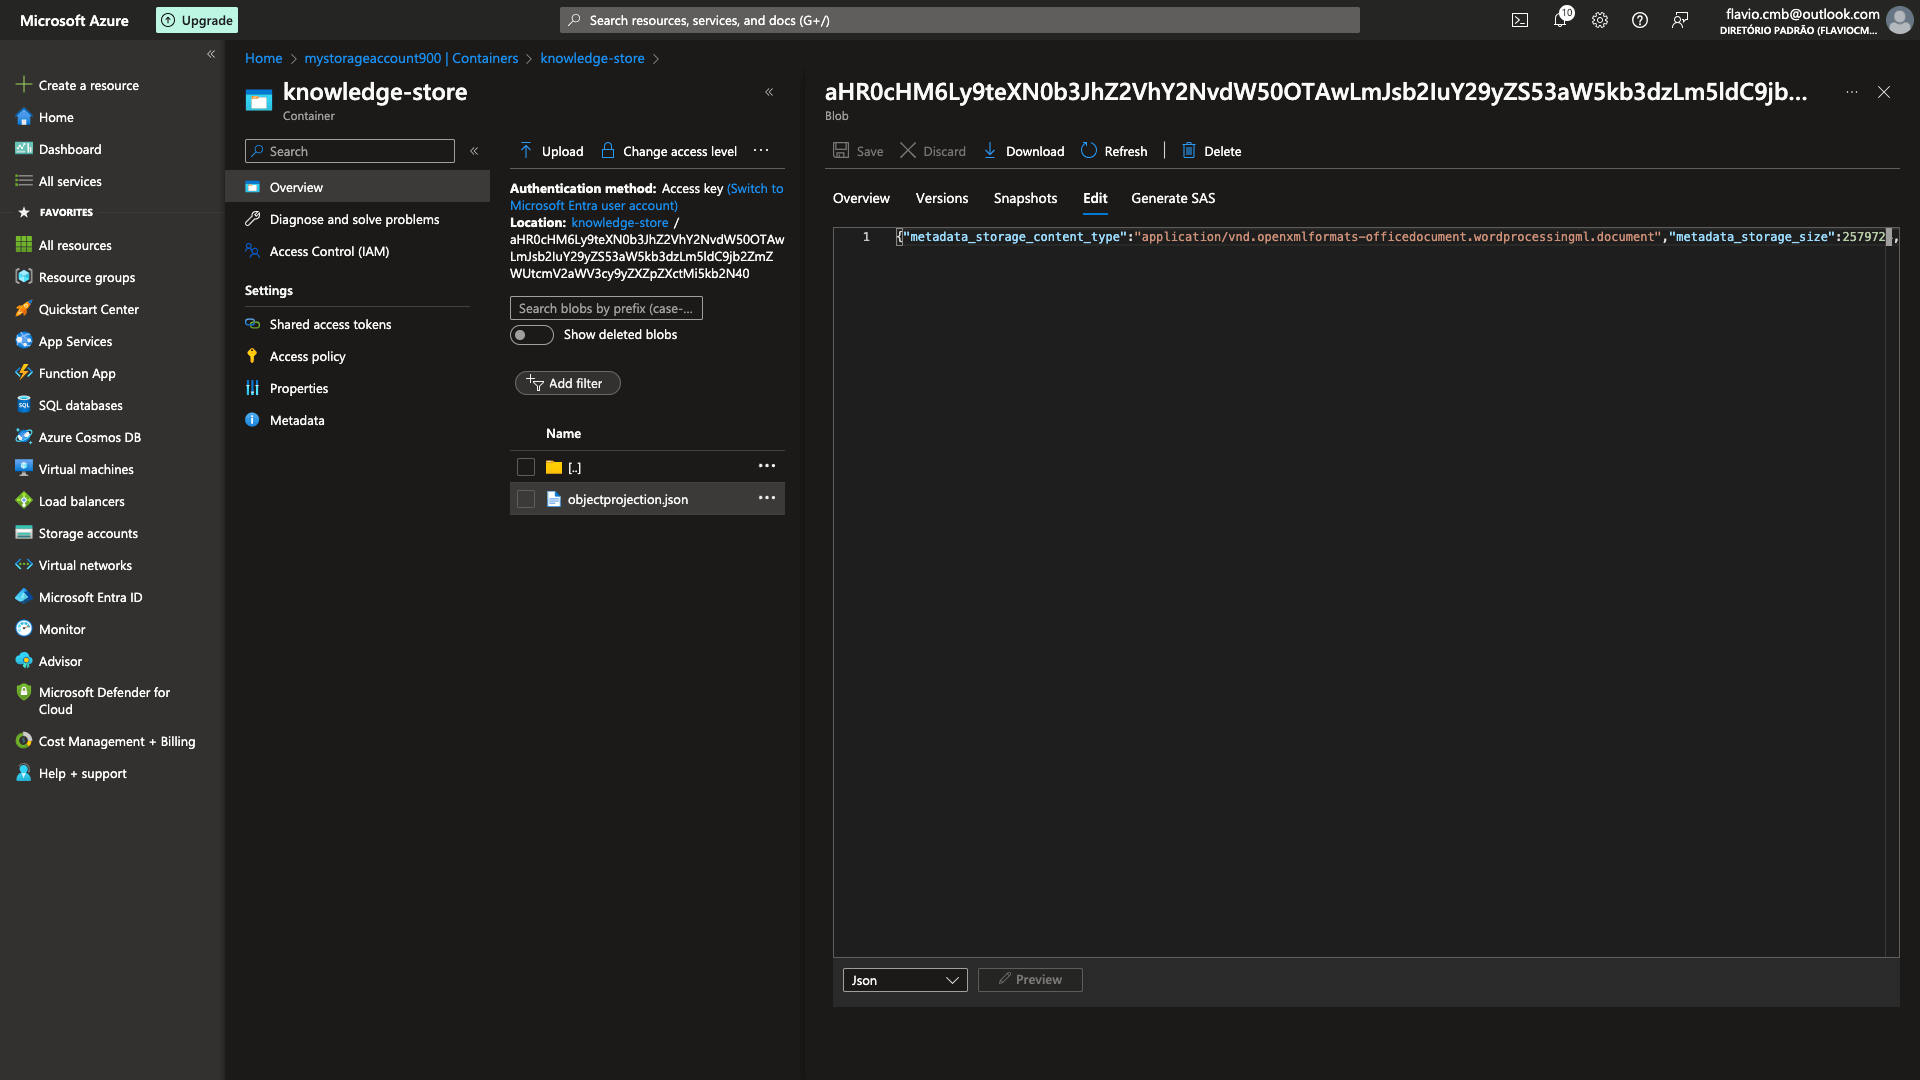 Microsoft Azure
Upgrade
Search resources, services, and docs (G+/)
10
flavio.cmb@outlook.com
DIRETÓRIO PADRÃO (FLAVIOCM...
Create a resource
Home
Dashboard
All services
FAVORITES
All resources
Resource groups
Quickstart Center
App Services
Function App
SQL databases
Azure Cosmos DB
Virtual machines
Load balancers
Storage accounts
Virtual networks
Microsoft Entra ID
Monitor
Advisor
Microsoft Defender for
Cloud
Cost Management + Billing
Help + support
Home > mystorageaccount900 | Containers > knowledge-store >
knowledge-store
Container
Search
Overview
Diagnose and solve problems
Access Control (IAM)
Settings
Shared access tokens
Access policy
Properties
Metadata
Upload
Change access level
Authentication method: Access key (Switch to
Microsoft Entra user account)
Location: knowledge-store /
aHR0cHM6Ly9teXN0b3JhZ2VhY2NvdW50OTAw
LmJsb2IuY29yZS53aW5kb3dzLm5ldC9jb2ZmZ
WUtcmV2aWV3cy9yZXZpZXctMi5kb2N40
Search blobs by prefix (case-...
Show deleted blobs
Add filter
Name
[..]
objectprojection.json
aHR0cHM6Ly9teXN0b3JhZ2VhY2NvdW50OTAwLmJsb2IuY29yZS53aW5kb3dzLm5ldC9jb...
Blob
Save
Discard
Download
Refresh
Delete
Overview
Versions
Snapshots
Edit
Generate SAS
1
{"metadata_storage_content_type":"application/vnd.openxmlformats-officedocument.wordprocessingml.document","metadata_storage_size":257972,
Json
Preview